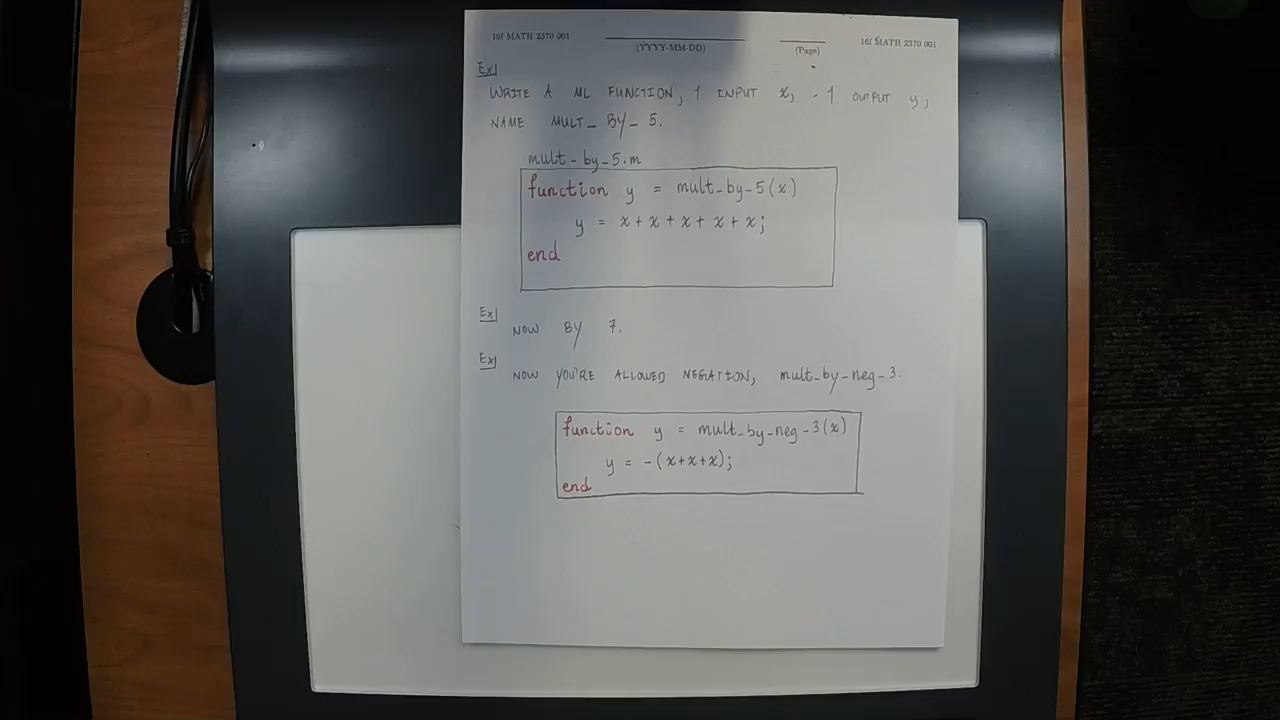 16f MATH 2370 001
(YYYY-MM-DD)
(Page)
16f MATH 2370 001
Ex
WRITE A ML FUNCTION, 1 INPUT x, 1 OUTPUT y,
NAME MULT_BY_5.
mult_by_5.m
function y = mult_by_5(x)
y = x+x+x+x+x;
end
Ex
NOW BY 7.
Ex
NOW YOU'RE ALLOWED NEGATION, mult_by_neg_3.
function y = mult_by_neg_3(x)
y = -(x+x+x);
end